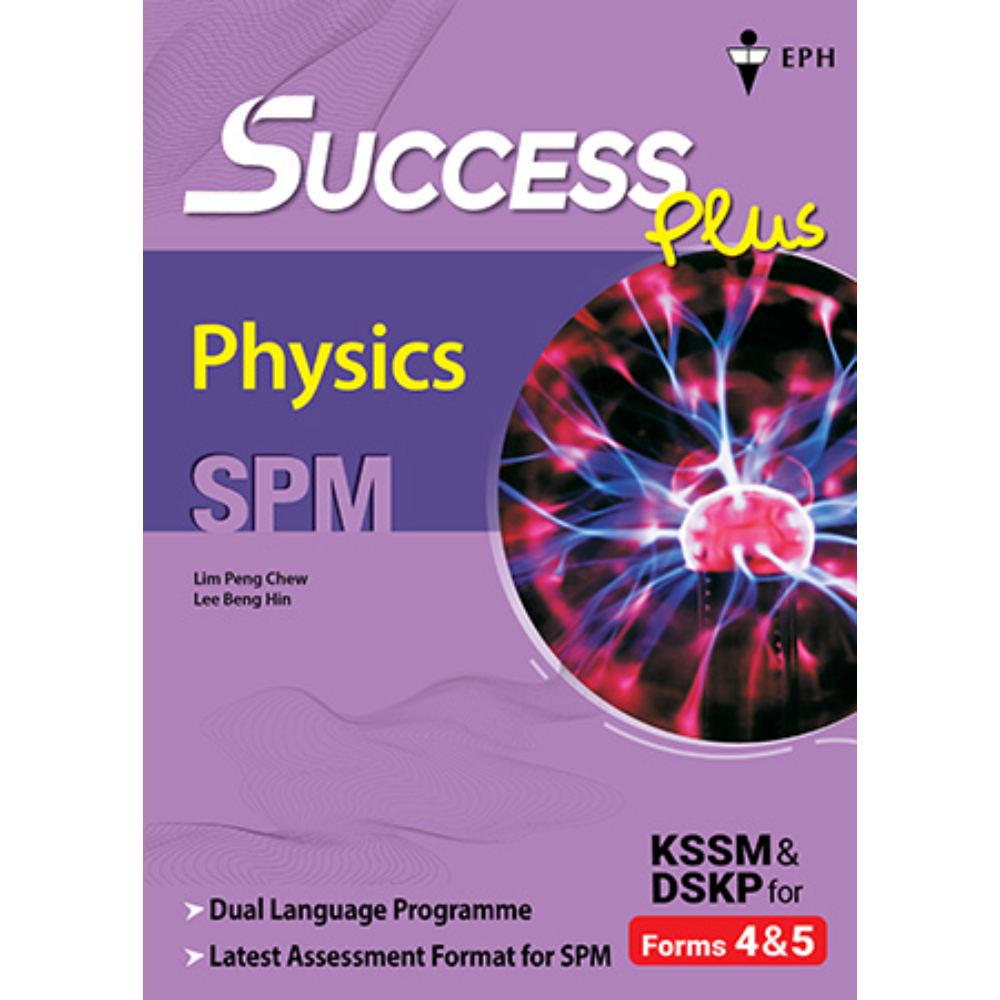 EPH
SUCCESS
Plus
Physics
SPM
Lim Peng Chew
Lee Beng Hin
KSSM &
DSKP for
Forms 4&5
➤ Dual Language Programme
➤ Latest Assessment Format for SPM